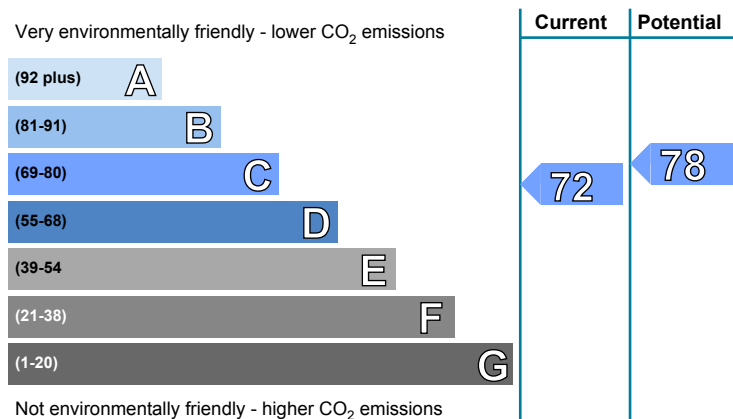 Very environmentally friendly - lower CO₂ emissions
Current
Potential
(92 plus) A
(81-91) B
(69-80) C
(55-68) D
(39-54 E
(21-38) F
(1-20) G
72
78
Not environmentally friendly - higher CO₂ emissions